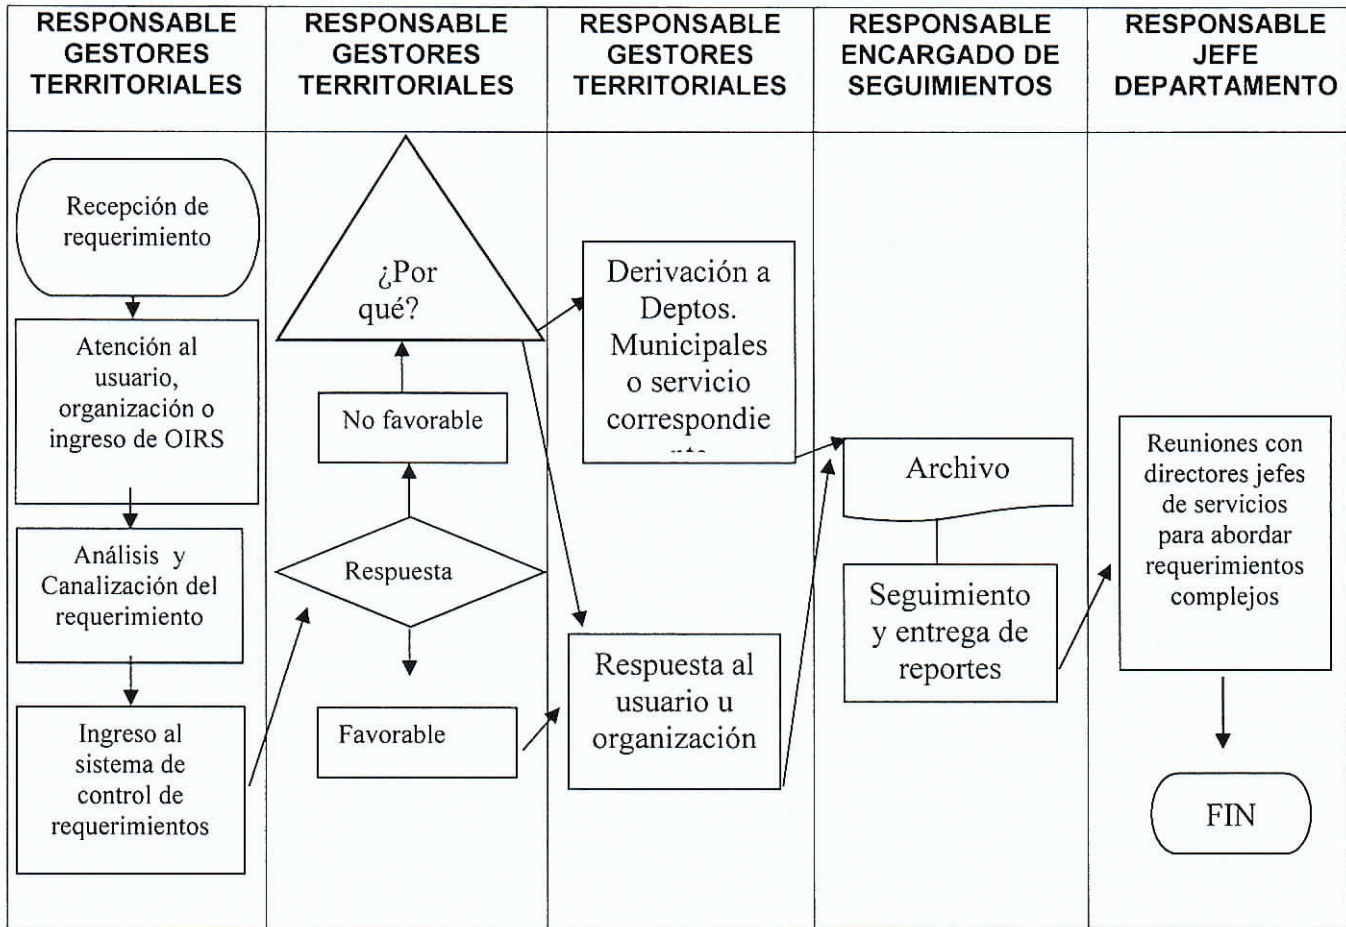 RESPONSABLE
GESTORES
TERRITORIALES
RESPONSABLE
GESTORES
TERRITORIALES
RESPONSABLE
GESTORES
TERRITORIALES
RESPONSABLE
ENCARGADO DE
SEGUIMIENTOS
RESPONSABLE
JEFE
DEPARTAMENTO
Recepción de
requerimiento
Atención al
usuario,
organización o
ingreso de OIRS
Análisis y
Canalización del
requerimiento
Ingreso al
sistema de
control de
requerimientos
¿Por
qué?
No favorable
Respuesta
Favorable
Derivación a
Deptos.
Municipales
o servicio
correspondie
Respuesta al
usuario u
organización
Archivo
Seguimiento
y entrega de
reportes
Reuniones con
directores jefes
de servicios
para abordar
requerimientos
complejos
FIN